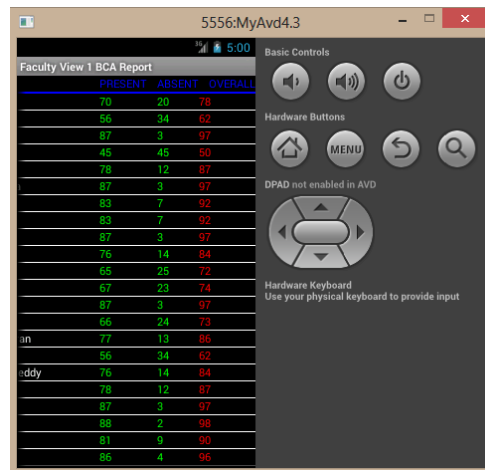 5556:MyAvd4.3
3G 5:00
Faculty View 1 BCA Report
PRESENT ABSENT OVERALL
70 20 78
56 34 62
87 3 97
45 45 50
78 12 87
87 3 97
83 7 92
83 7 92
87 3 97
76 14 84
65 25 72
67 23 74
87 3 97
66 24 73
an 77 13 86
56 34 62
eddy 76 14 84
78 12 87
87 3 97
88 2 98
81 9 90
86 4 96
Basic Controls
Hardware Buttons
MENU
DPAD not enabled in AVD
Hardware Keyboard
Use your physical keyboard to provide input